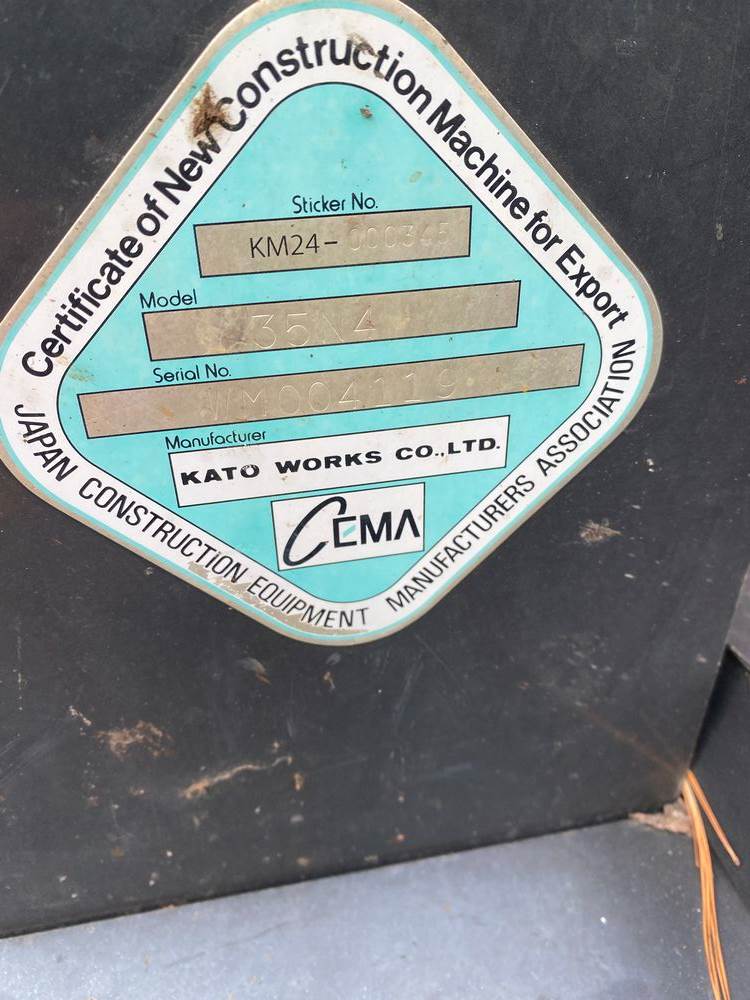 Certificate of New Construction Machine for Export
Sticker No.
KM24-000345
Model
35N4
Serial No.
WM004119
Manufacturer
KATO WORKS CO.,LTD.
CEMA
JAPAN CONSTRUCTION EQUIPMENT MANUFACTURERS ASSOCIATION